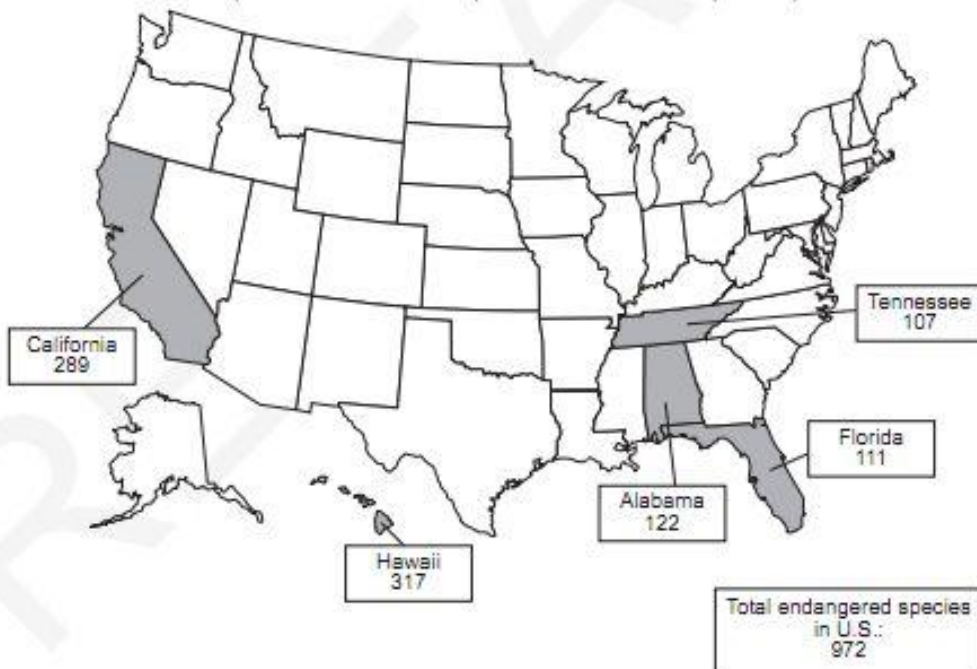 California
289
Tennessee
107
Florida
111
Alabama
122
Hawaii
317
Total endangered species
in U.S.:
972